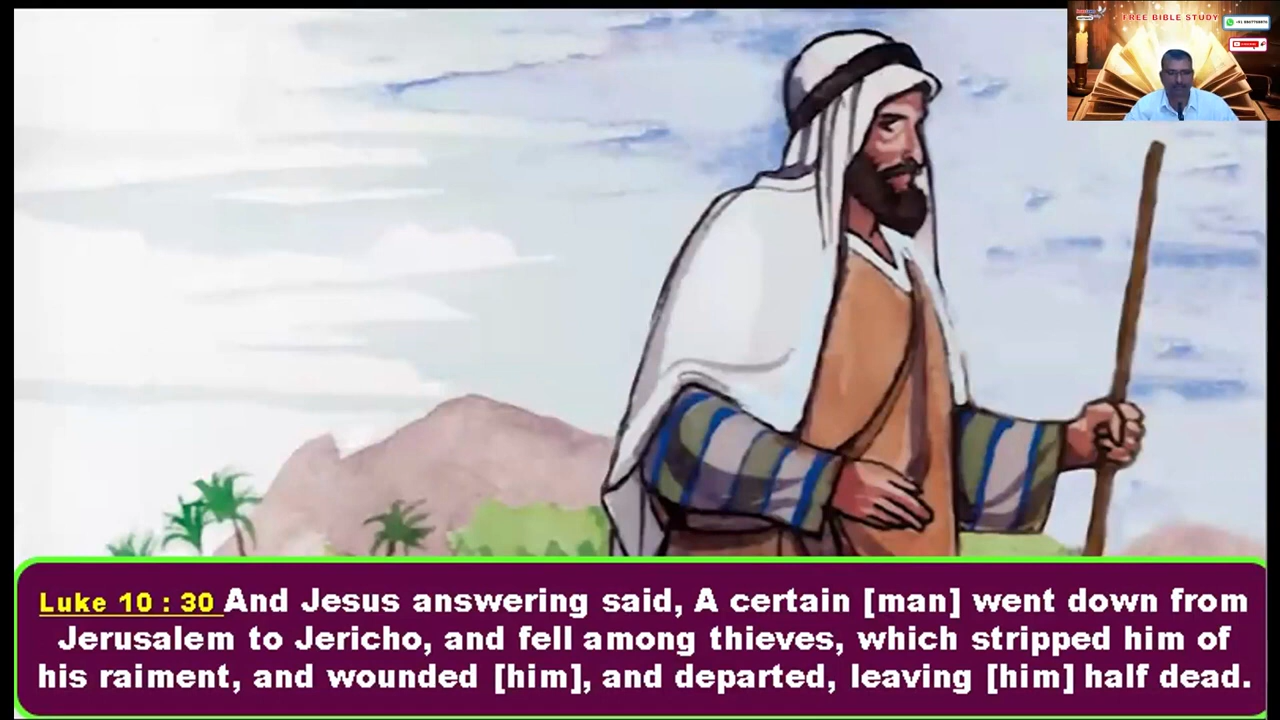 FREE BIBLE STUDY
Luke 10 : 30 And Jesus answering said, A certain [man] went down from
Jerusalem to Jericho, and fell among thieves, which stripped him of
his raiment, and wounded [him], and departed, leaving [him] half dead.